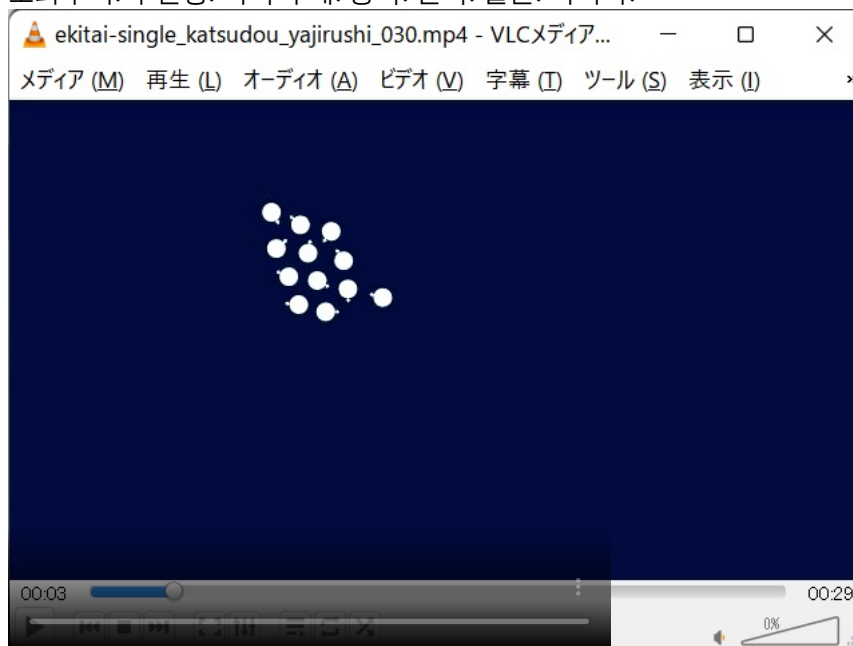 ekitai-single_katsudou_yajirushi_030.mp4 - VLCメディア...
メディア (M) 再生 (L) オーディオ (A) ビデオ (V) 字幕 (T) ツール (S) 表示 (I) »
00:03 00:29
0%